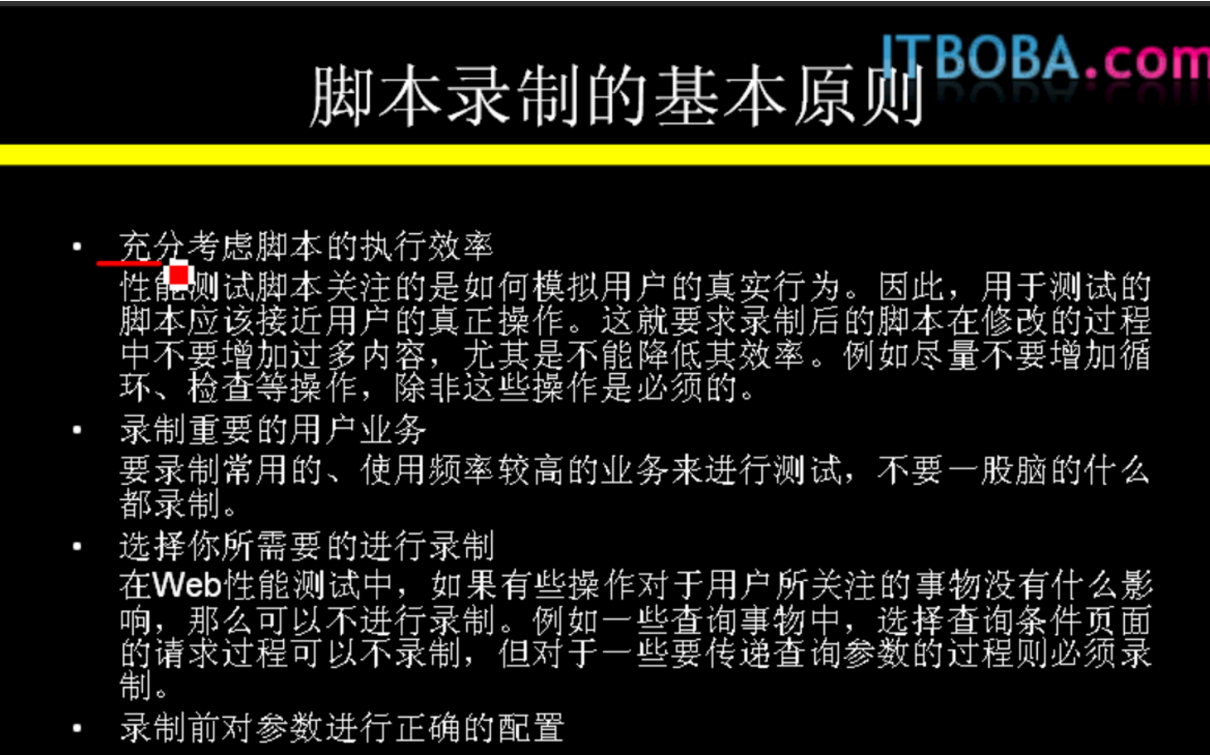 ITBOBA.com
脚本录制的基本原则
• 充分考虑脚本的执行效率
性能测试脚本关注的是如何模拟用户的真实行为。因此，用于测试的
脚本应该接近用户的真正操作。这就要求录制后的脚本在修改的过程
中不要增加过多内容，尤其是不能降低其效率。例如尽量不要增加循
环、检查等操作，除非这些操作是必须的。
• 录制重要的用户业务
要录制常用的、使用频率较高的业务来进行测试，不要一股脑的什么
都录制。
• 选择你所需要的进行录制
在Web性能测试中，如果有些操作对于用户所关注的事物没有什么影
响，那么可以不进行录制。例如一些查询事物中，选择查询条件页面
的请求过程可以不录制，但对于一些要传递查询参数的过程则必须录
制。
• 录制前对参数进行正确的配置